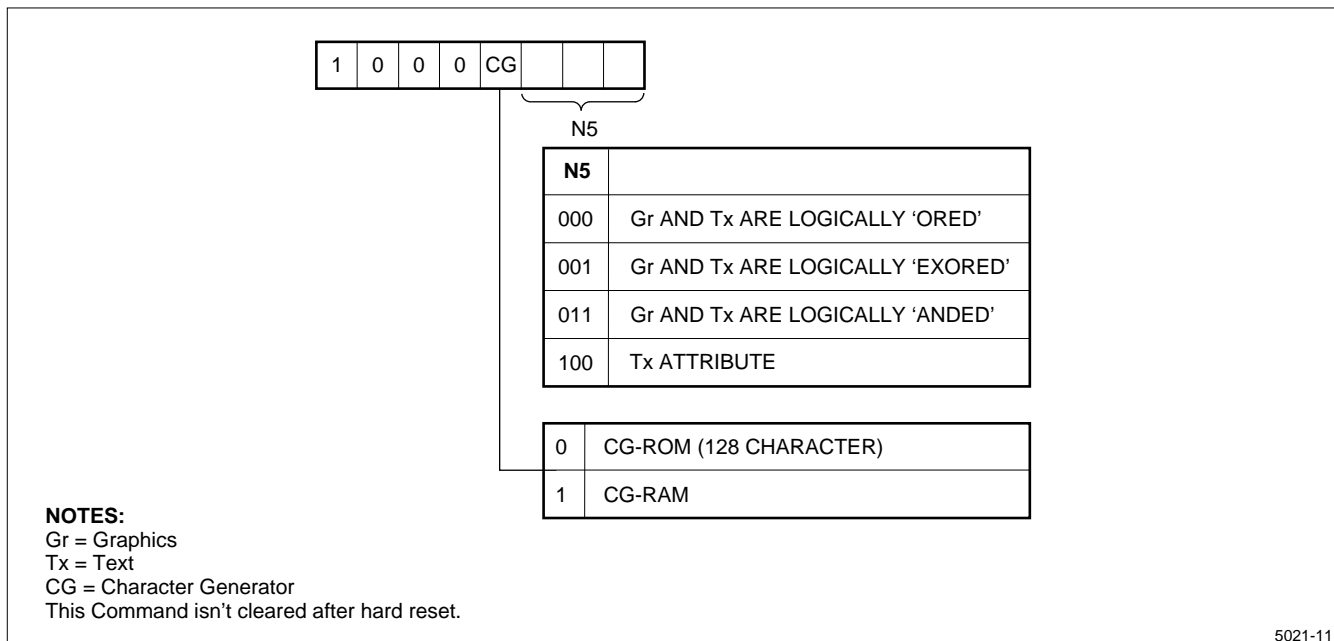 1 0 0 0 CG
N5
N5
000 Gr AND Tx ARE LOGICALLY ‘ORED’
001 Gr AND Tx ARE LOGICALLY ‘EXORED’
011 Gr AND Tx ARE LOGICALLY ‘ANDED’
100 Tx ATTRIBUTE
0 CG-ROM (128 CHARACTER)
1 CG-RAM
NOTES:
Gr = Graphics
Tx = Text
CG = Character Generator
This Command isn't cleared after hard reset.
5021-11